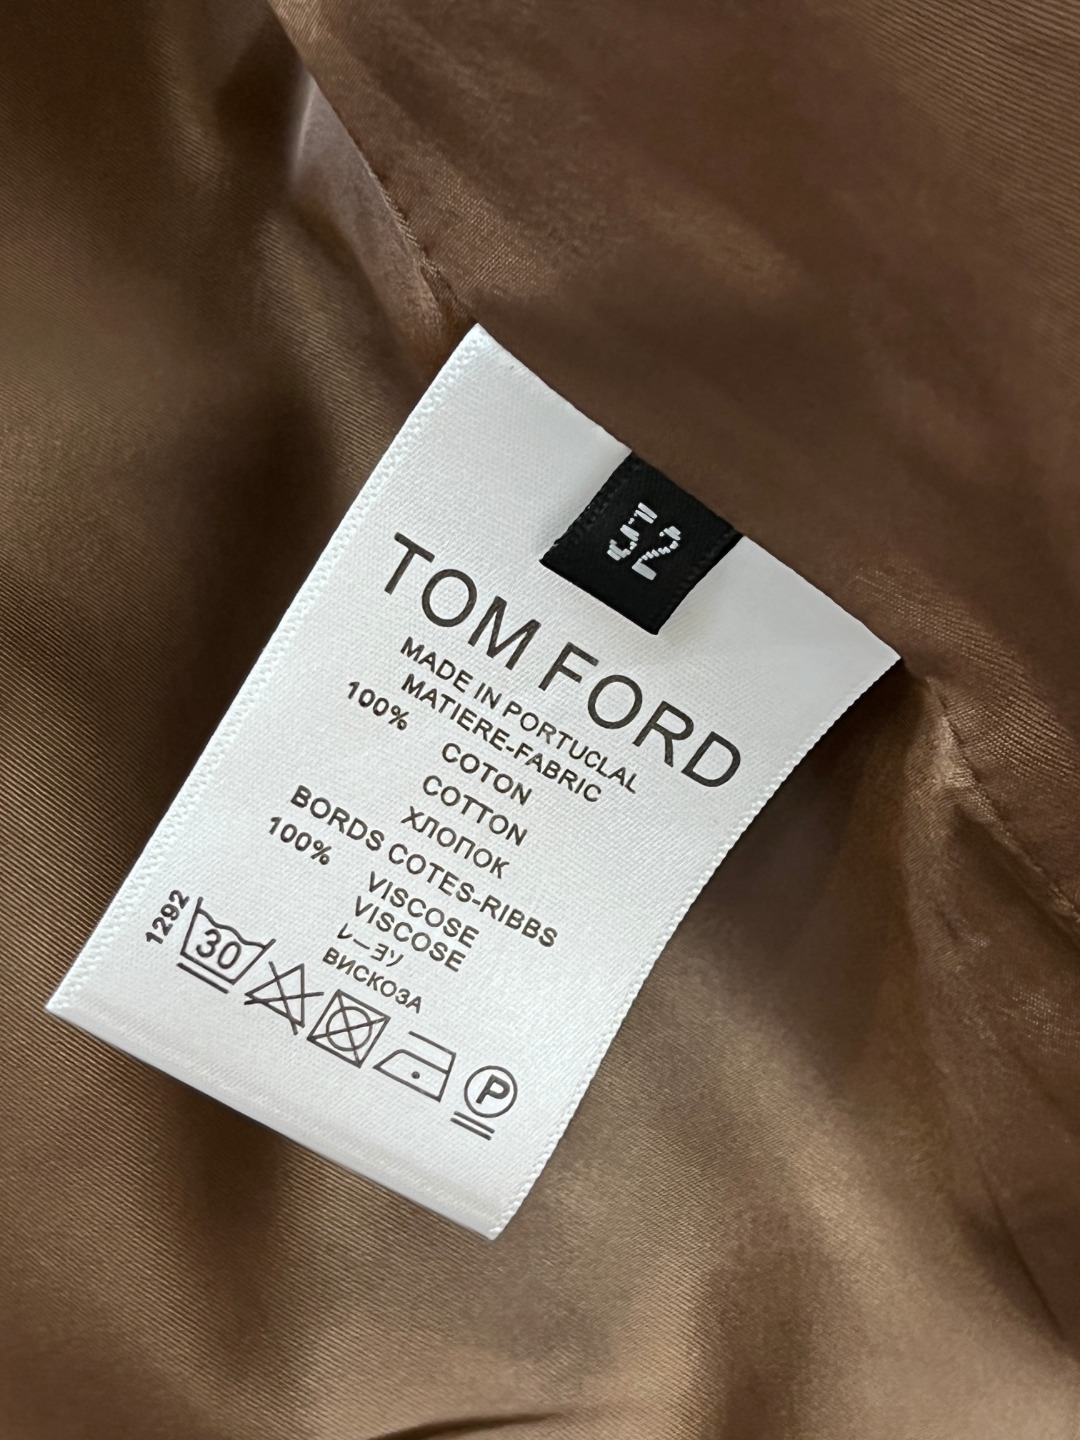 52
TOM FORD
MADE IN PORTUCLAL
MATIERE-FABRIC
100%
COTON
COTTON
ХЛОПОК
BORDS COTES-RIBBS
100%
VISCOSE
VISCOSE
レーヨソ
ВИСКОЗА
1292
30
P